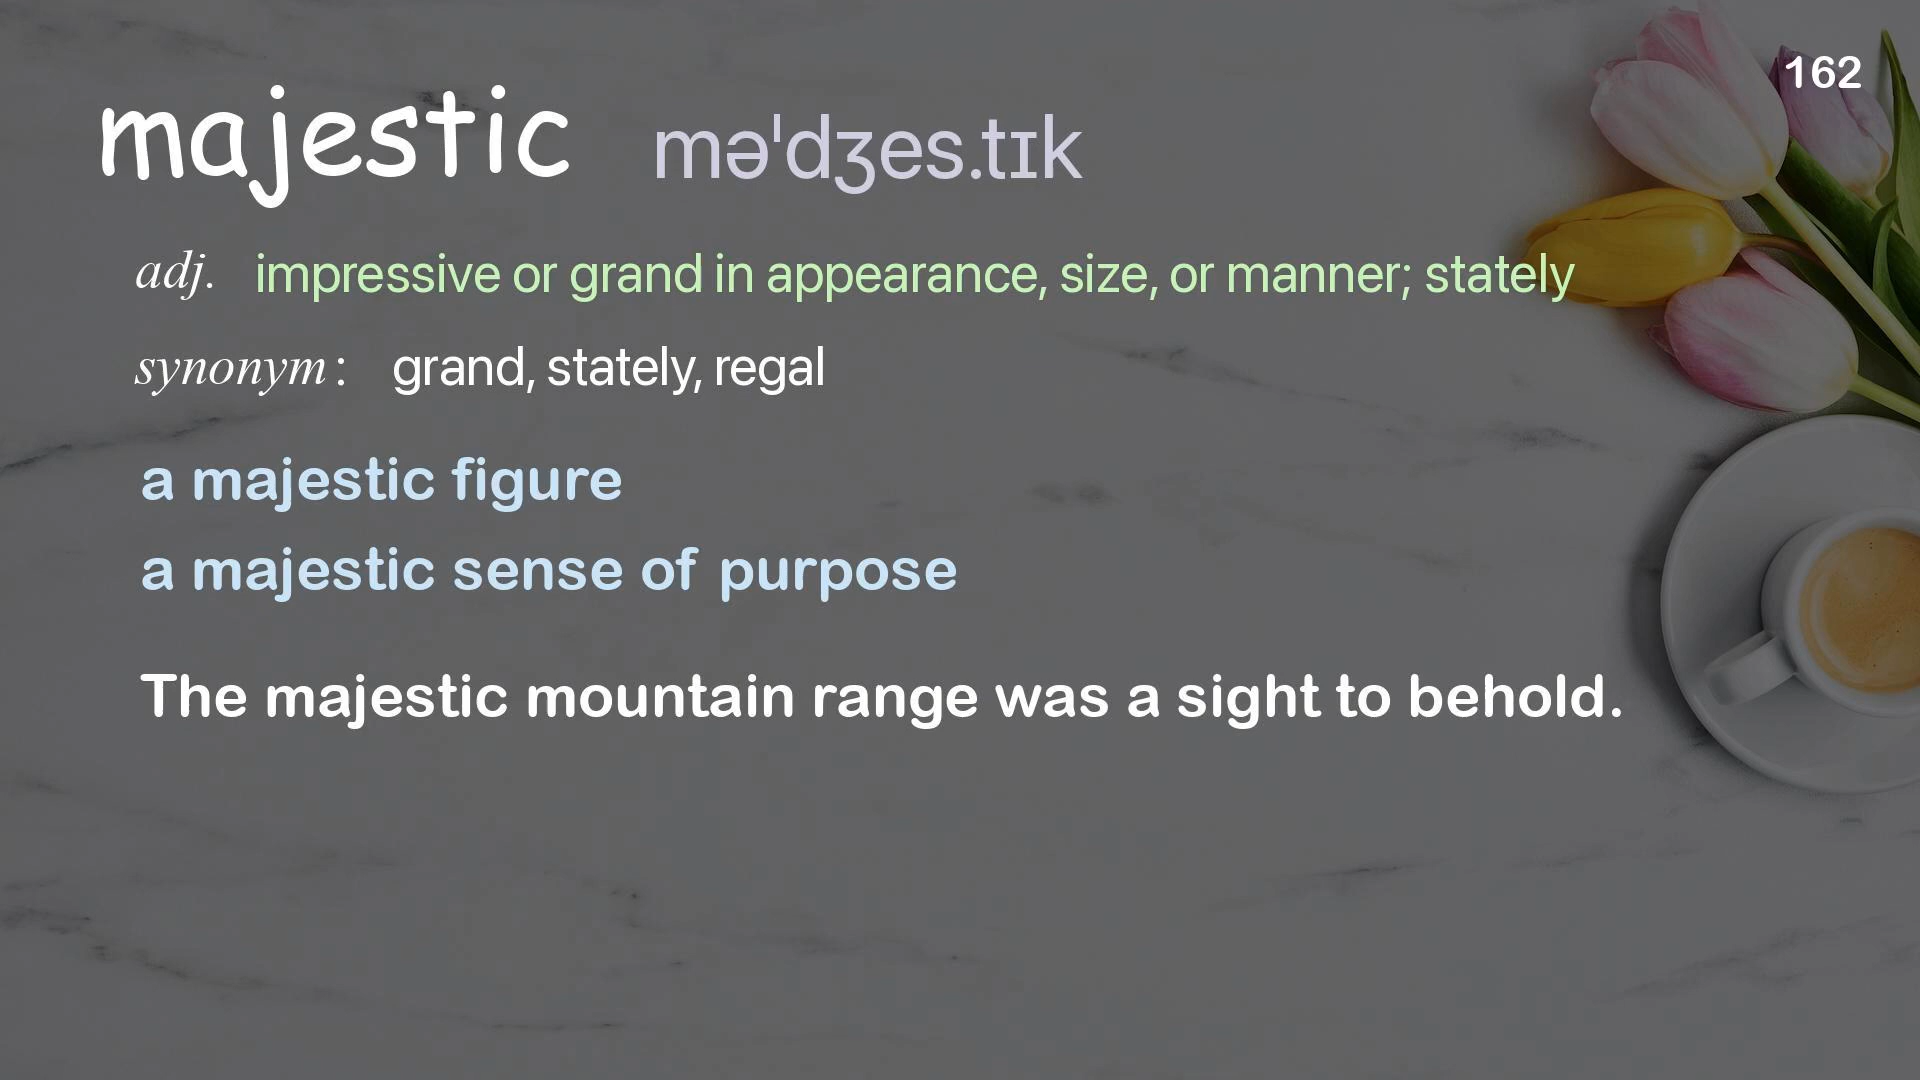 162
majestic məˈdʒes.tɪk
adj. impressive or grand in appearance, size, or manner; stately
synonym : grand, stately, regal
a majestic figure
a majestic sense of purpose
The majestic mountain range was a sight to behold.